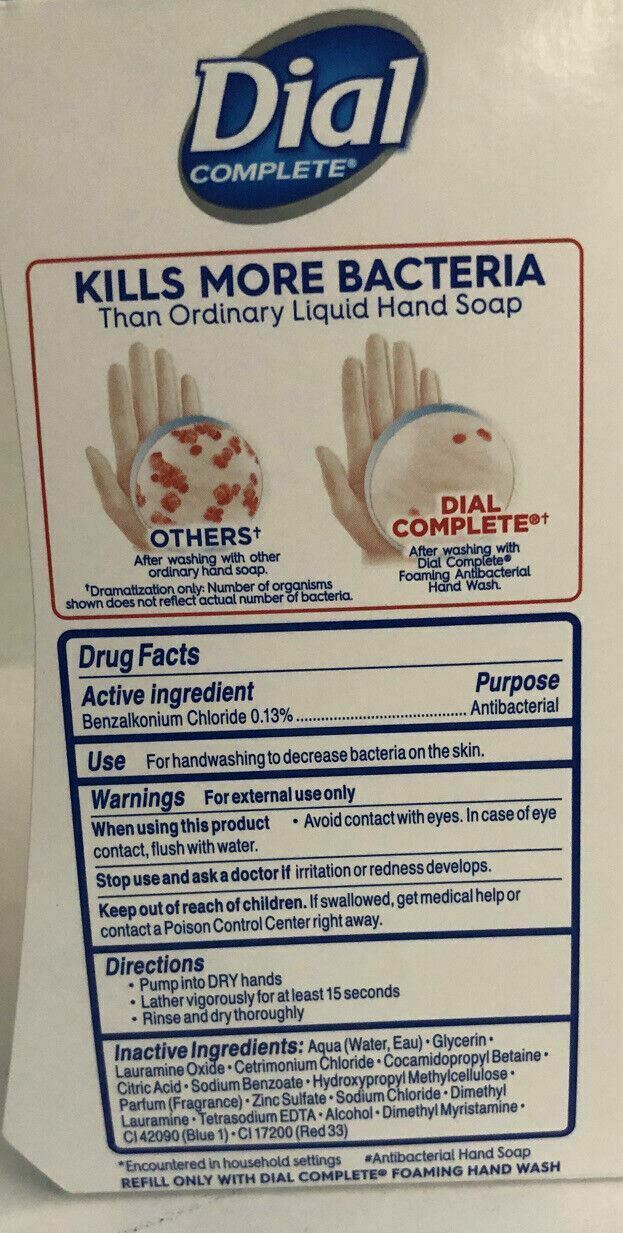 Dial
COMPLETE®
KILLS MORE BACTERIA
Than Ordinary Liquid Hand Soap
OTHERS†
After washing with other
ordinary hand soap.
†Dramatization only: Number of organisms
shown does not reflect actual number of bacteria.
DIAL
COMPLETE®†
After washing with
Dial Complete®
Foaming Antibacterial
Hand Wash.
Drug Facts
Active ingredient Purpose
Benzalkonium Chloride 0.13%........................................ Antibacterial
Use For handwashing to decrease bacteria on the skin.
Warnings For external use only
When using this product • Avoid contact with eyes. In case of eye
contact, flush with water.
Stop use and ask a doctor if irritation or redness develops.
Keep out of reach of children. If swallowed, get medical help or
contact a Poison Control Center right away.
Directions
• Pump into DRY hands
• Lather vigorously for at least 15 seconds
• Rinse and dry thoroughly
Inactive Ingredients: Aqua (Water, Eau) • Glycerin •
Lauramine Oxide • Cetrimonium Chloride • Cocamidopropyl Betaine •
Citric Acid • Sodium Benzoate • Hydroxypropyl Methylcellulose •
Parfum (Fragrance) • Zinc Sulfate • Sodium Chloride • Dimethyl
Lauramine • Tetrasodium EDTA • Alcohol • Dimethyl Myristamine •
CI 42090 (Blue 1) • CI 17200 (Red 33)
*Encountered in household settings #Antibacterial Hand Soap
REFILL ONLY WITH DIAL COMPLETE® FOAMING HAND WASH